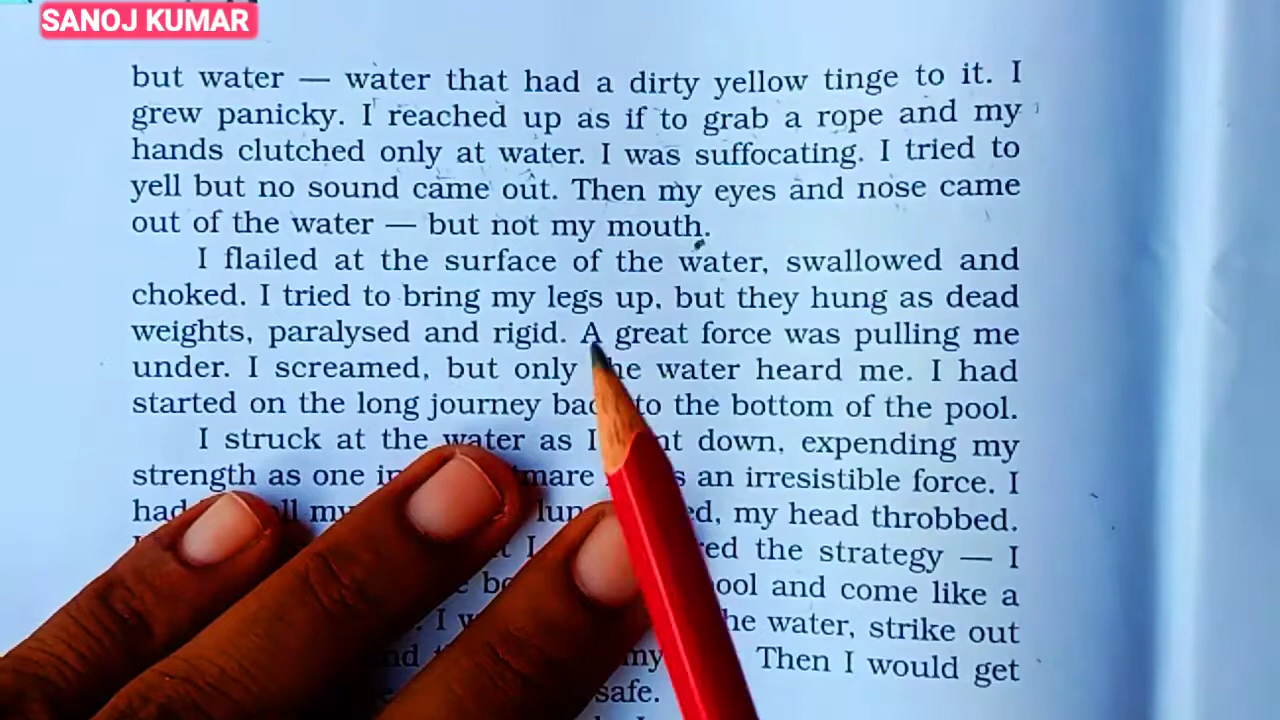 SANOJ KUMAR
but water — water that had a dirty yellow tinge to it. I
grew panicky. I reached up as if to grab a rope and my
hands clutched only at water. I was suffocating. I tried to
yell but no sound came out. Then my eyes and nose came
out of the water — but not my mouth.
I flailed at the surface of the water, swallowed and
choked. I tried to bring my legs up, but they hung as dead
weights, paralysed and rigid. A great force was pulling me
under. I screamed, but only he water heard me. I had
started on the long journey to the bottom of the pool.
I struck at the water as I down, expending my
strength as one an irresistible force. I
had my my head throbbed.
I the strategy — I
and come like a
I water, strike out
my Then I would get
safe.